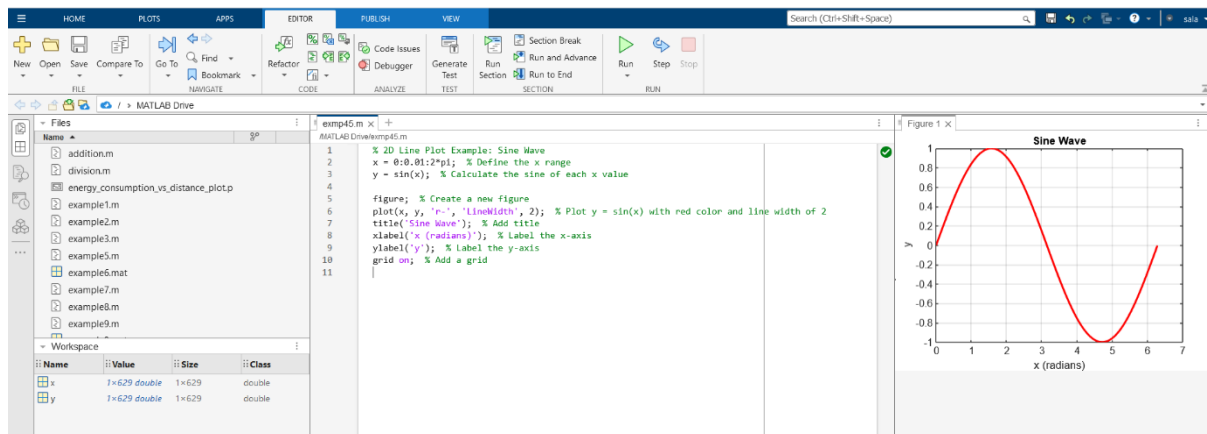 HOME PLOTS APPS EDITOR PUBLISH VIEW Search (Ctrl+Shift+Space) sala
New Open Save Compare To Go To Find Bookmark Refactor Code Issues Debugger Generate Test Run Section Section Break Run and Advance Run to End Run Step Stop
FILE NAVIGATE CODE ANALYZE TEST SECTION RUN
/ › MATLAB Drive
Files
Name
addition.m
division.m
energy_consumption_vs_distance_plot.p
example1.m
example2.m
example3.m
example5.m
example6.mat
example7.m
example8.m
example9.m
Workspace
Name Value Size Class
x 1×629 double 1×629 double
y 1×629 double 1×629 double
exmp45.m × +
/MATLAB Drive/exmp45.m
1 % 2D Line Plot Example: Sine Wave
2 x = 0:0.01:2*pi; % Define the x range
3 y = sin(x); % Calculate the sine of each x value
4
5 figure; % Create a new figure
6 plot(x, y, 'r-', 'LineWidth', 2); % Plot y = sin(x) with red color and line width of 2
7 title('Sine Wave'); % Add title
8 xlabel('x (radians)'); % Label the x-axis
9 ylabel('y'); % Label the y-axis
10 grid on; % Add a grid
11
Figure 1 ×
Sine Wave
1
0.8
0.6
0.4
0.2
0
-0.2
-0.4
-0.6
-0.8
-1
y
0 1 2 3 4 5 6 7
x (radians)